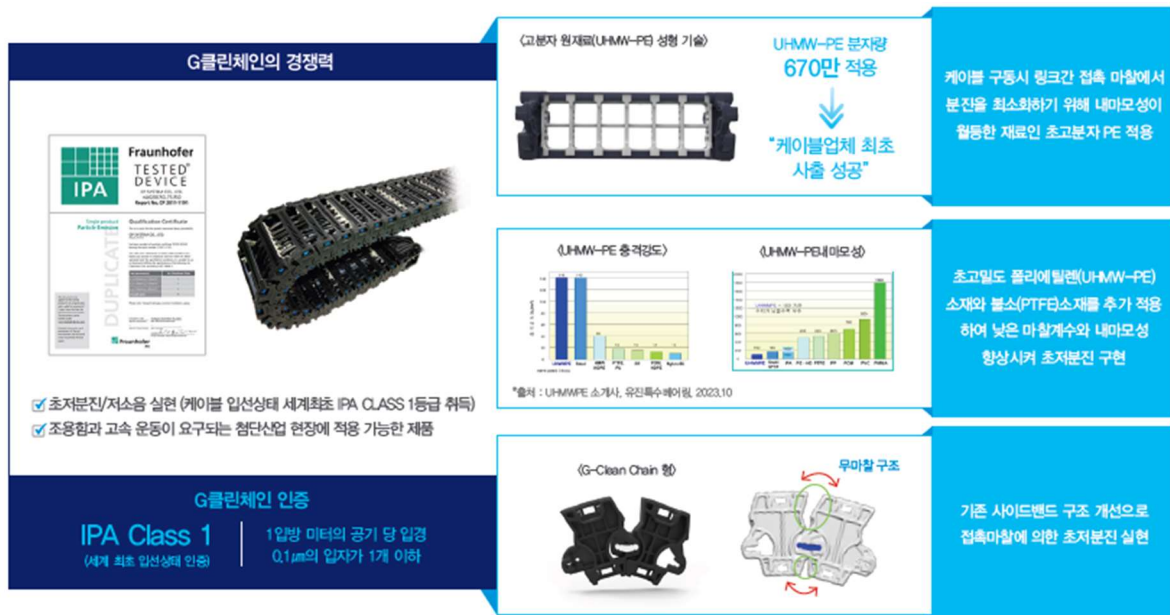 G클린체인의 경쟁력
Fraunhofer
IPA
TESTED
DEVICE
Qualification Certificate
DUPLICATE
Fraunhofer
초저분진/저소음 실현 (케이블 입선상태 세계최초 IPA CLASS 1등급 취득)
조용함과 고속 운동이 요구되는 첨단산업 현장에 적용 가능한 제품
G클린체인 인증
IPA Class 1
(세계 최초 입선상태 인증)
1입방 미터의 공기 당 입경
0.1㎛의 입자가 1개 이하
〈고분자 원재료(UHMW-PE) 성형 기술〉
UHMW-PE 분자량
670만 적용
"케이블업체 최초
사출 성공"
케이블 구동시 링크간 접촉 마찰에서
분진을 최소화하기 위해 내마모성이
월등한 재료인 초고분자 PE 적용
〈UHMW-PE 충격강도〉
〈UHMW-PE내마모성〉
*출처 : UHMWPE 소개사, 유진특수베어링, 2023.10
초고밀도 폴리에틸렌(UHMW-PE)
소재와 불소(PTFE)소재를 추가 적용
하여 낮은 마찰계수와 내마모성
향상시켜 초저분진 구현
〈G-Clean Chain 형〉
무마찰 구조
기존 사이드밴드 구조 개선으로
접촉마찰에 의한 초저분진 실현